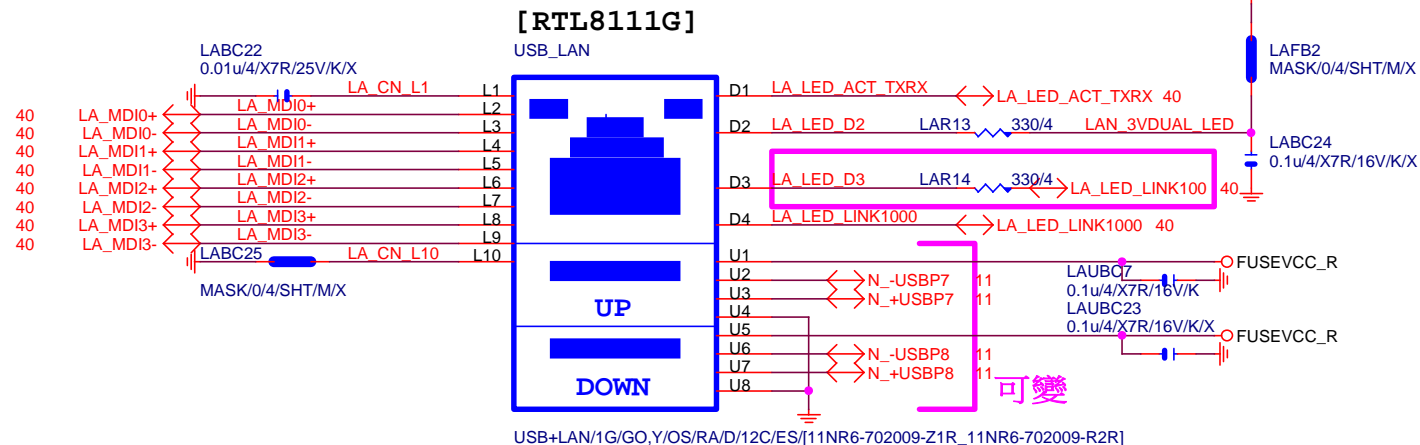 [RTL8111G]
USB_LAN
LABC22
0.01u/4/X7R/25V/K/X
LAFB2
MASK/0/4/SHT/M/X
LA_CN_L1 L1 D1 LA_LED_ACT_TXRX LA_LED_ACT_TXRX 40
40 LA_MDI0+ LA_MDI0+ L2
40 LA_MDI0- LA_MDI0- L3 D2 LA_LED_D2 LAR13 330/4 LAN_3VDUAL_LED
40 LA_MDI1+ LA_MDI1+ L4
LABC24
0.1u/4/X7R/16V/K/X
40 LA_MDI1- LA_MDI1- L5
40 LA_MDI2+ LA_MDI2+ L6 D3 LA_LED_D3 LAR14 330/4 LA_LED_LINK100 40
40 LA_MDI2- LA_MDI2- L7
40 LA_MDI3+ LA_MDI3+ L8 D4 LA_LED_LINK1000 LA_LED_LINK1000 40
40 LA_MDI3- LA_MDI3- L9
LABC25 LA_CN_L10 L10 U1 FUSEVCC_R
MASK/0/4/SHT/M/X
U2 N_-USBP7 11
LAUBC7
0.1u/4/X7R/16V/K
U3 N_+USBP7 11
UP
U4
LAUBC23
0.1u/4/X7R/16V/K/X
U5 FUSEVCC_R
U6 N_-USBP8 11
U7 N_+USBP8 11
DOWN
U8
可變
USB+LAN/1G/GO,Y/OS/RA/D/12C/ES/[11NR6-702009-Z1R_11NR6-702009-R2R]